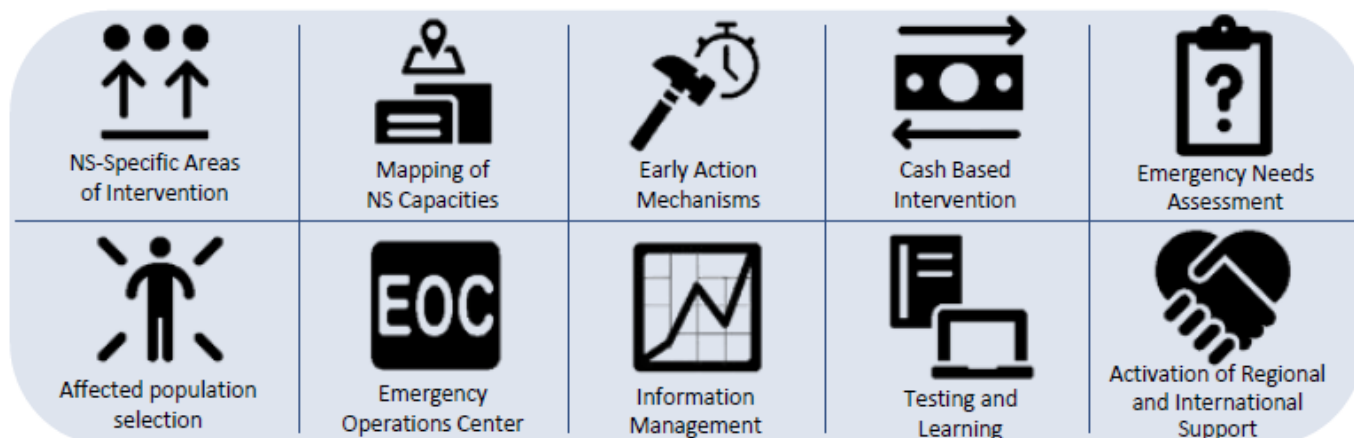 NS-Specific Areas
of Intervention
Mapping of
NS Capacities
Early Action
Mechanisms
Cash Based
Intervention
?
Emergency Needs
Assessment
Affected population
selection
EOC
Emergency
Operations Center
Information
Management
Testing and
Learning
Activation of Regional
and International
Support